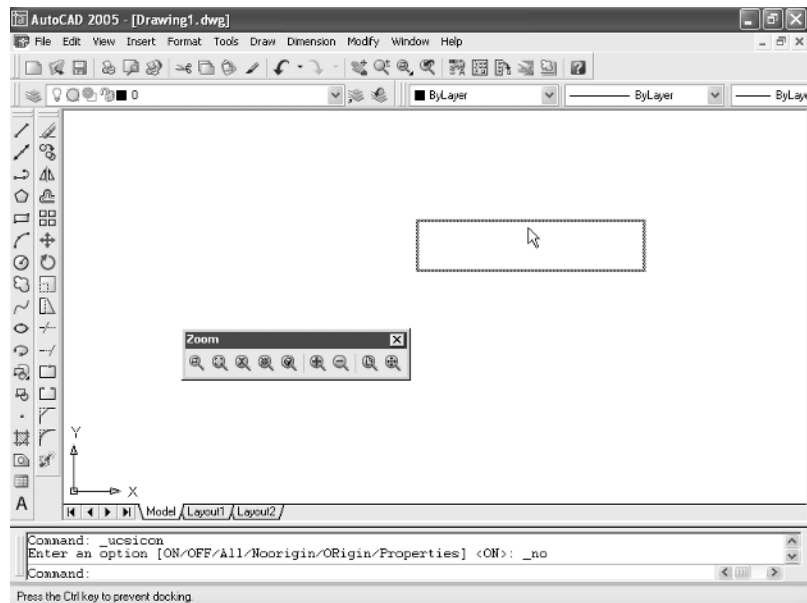 AutoCAD 2005 - [Drawing1.dwg]
File Edit View Insert Format Tools Draw Dimension Modify Window Help
0 ByLayer ByLayer ByLaye
Zoom
Y
X
A
Model Layout1 Layout2
Command: _ucsicon
Enter an option [ON/OFF/All/Noorigin/ORigin/Properties] <ON>: _no
Command:
Press the Ctrl key to prevent docking.